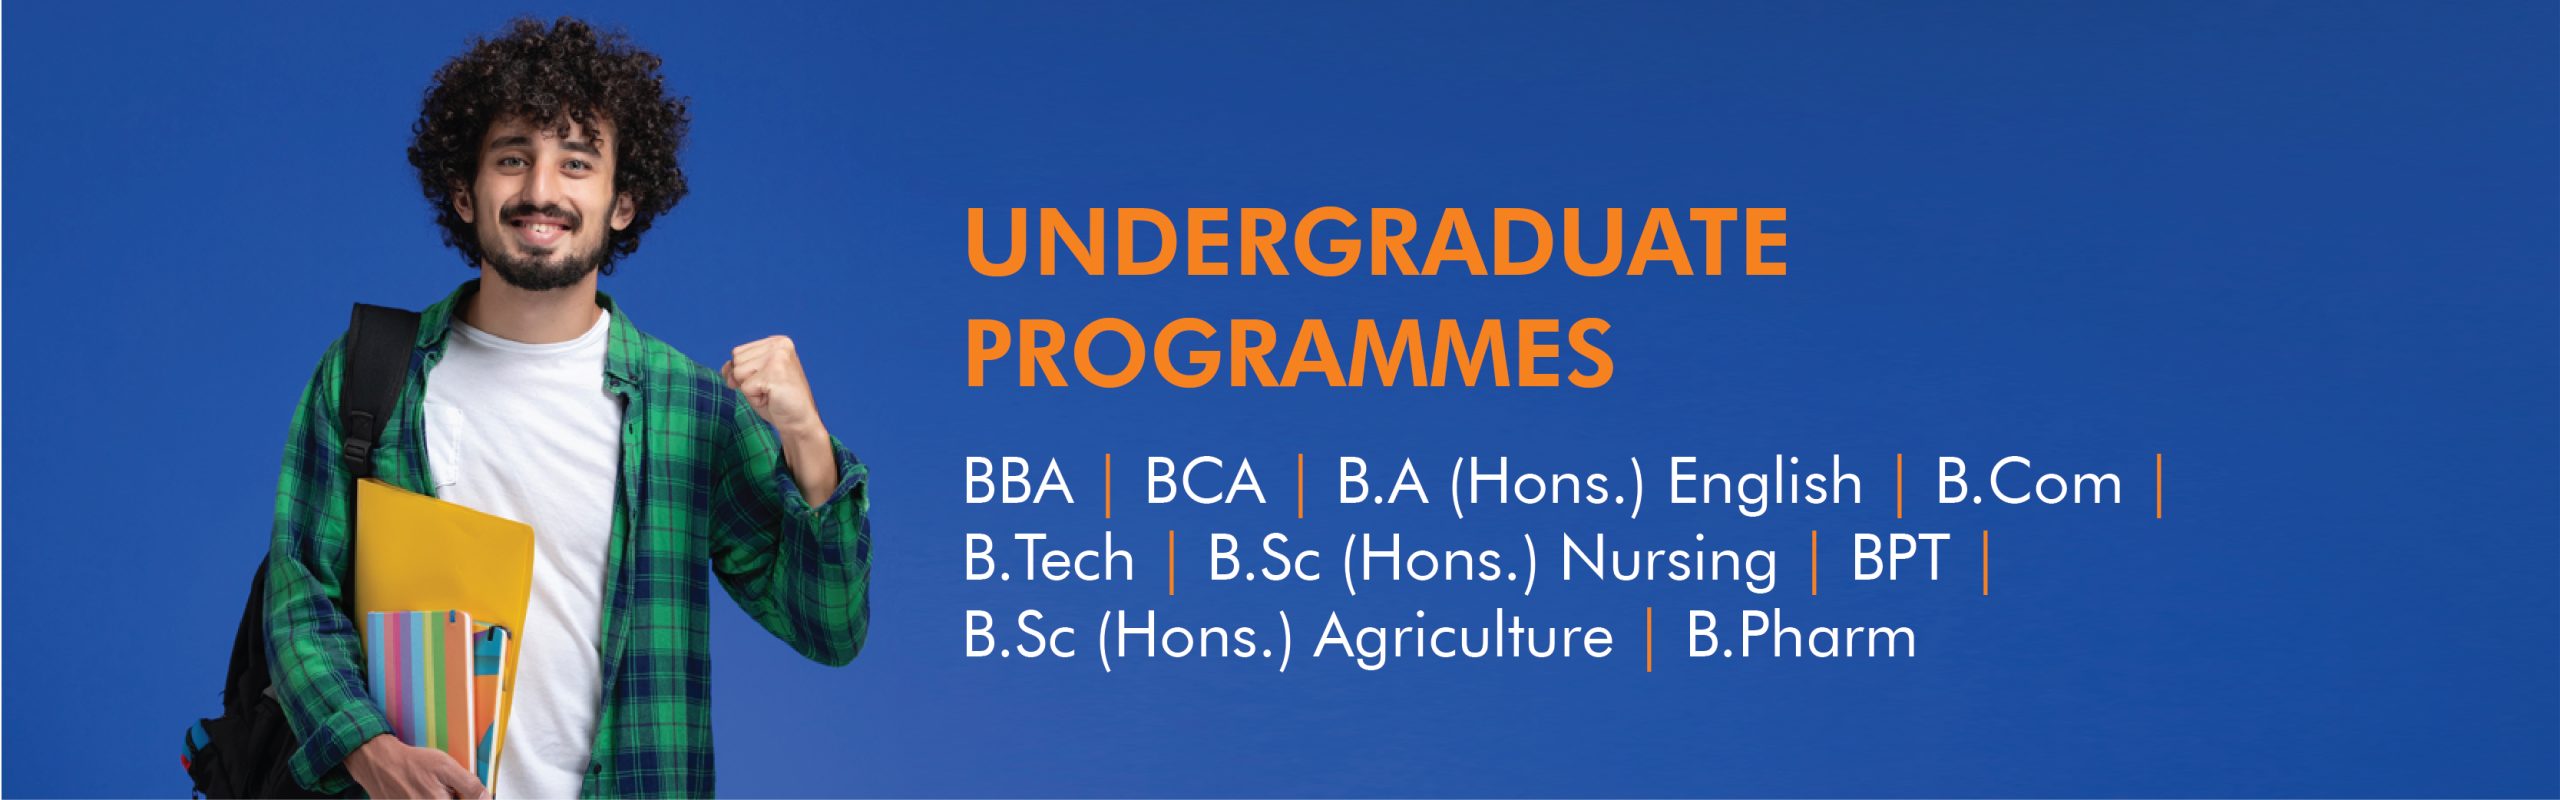 UNDERGRADUATE
PROGRAMMES
BBA | BCA | B.A (Hons.) English | B.Com |
B.Tech | B.Sc (Hons.) Nursing | BPT |
B.Sc (Hons.) Agriculture | B.Pharm